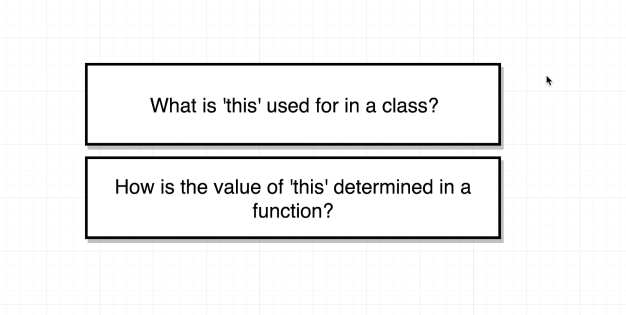 What is 'this' used for in a class?
How is the value of 'this' determined in a
function?